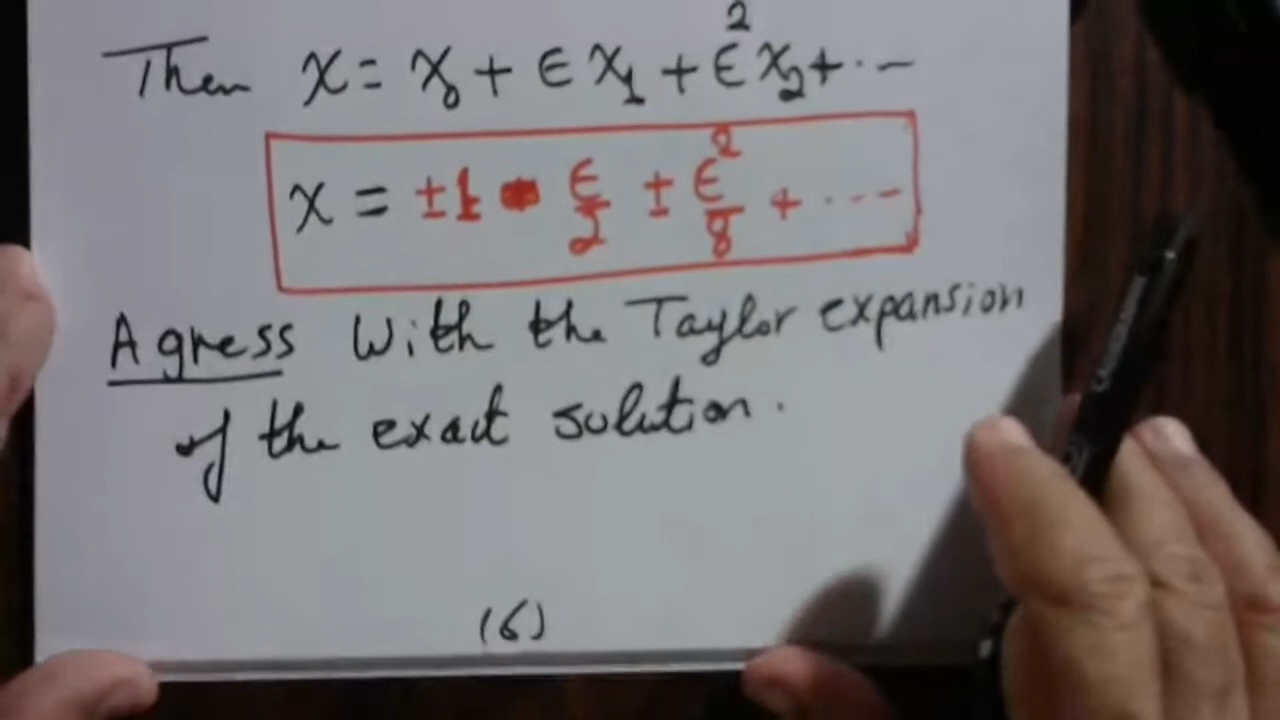 Then x = x₀ + ϵ x₁ + ϵ² x₂ + ...
x = ±1 - ϵ/2 ± ϵ²/8 + ...
Agress with the Taylor expansion
of the exact solution.
(6)